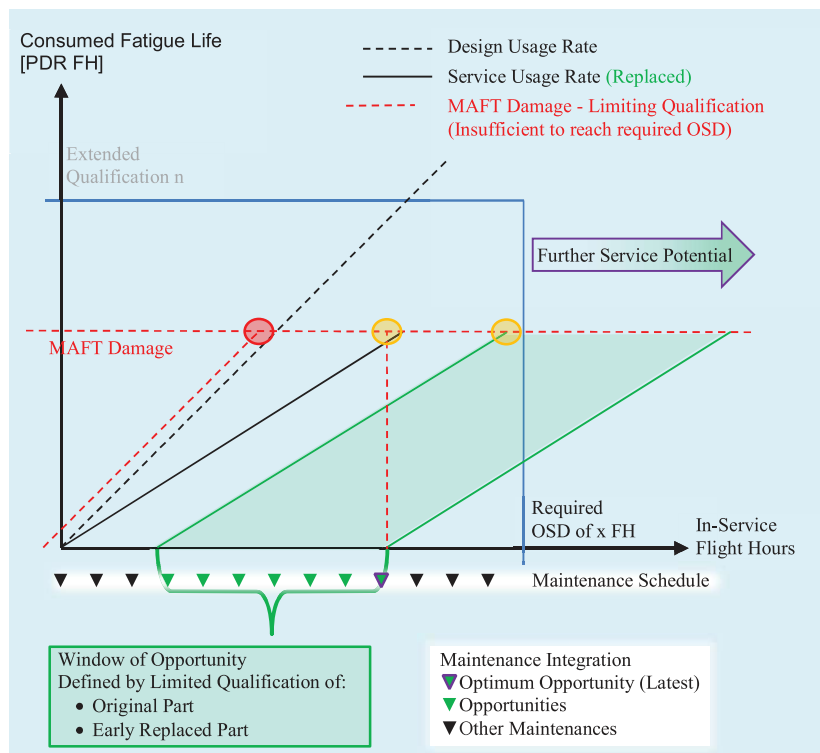 Consumed Fatigue Life
[PDR FH]
Design Usage Rate
Service Usage Rate (Replaced)
MAFT Damage - Limiting Qualification
(Insufficient to reach required OSD)
Extended
Qualification n
Further Service Potential
MAFT Damage
Required
OSD of x FH
In-Service
Flight Hours
Maintenance Schedule
Window of Opportunity
Defined by Limited Qualification of:
• Original Part
• Early Replaced Part
Maintenance Integration
Optimum Opportunity (Latest)
Opportunities
Other Maintenances